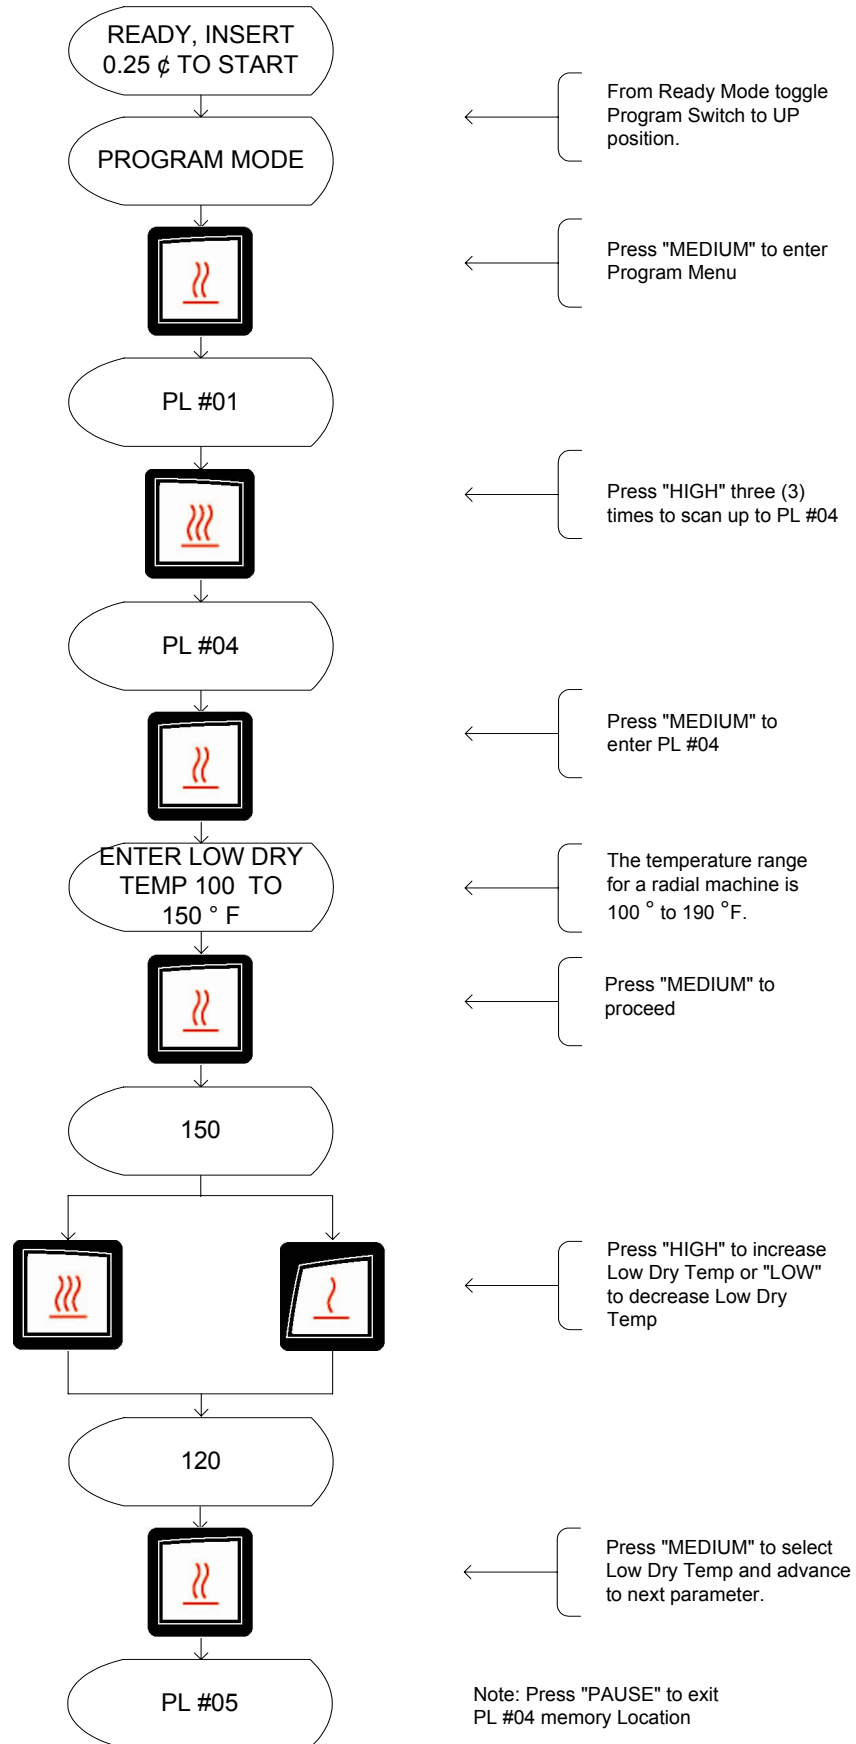 READY, INSERT
0.25 ¢ TO START
From Ready Mode toggle
Program Switch to UP
position.
PROGRAM MODE
Press "MEDIUM" to enter
Program Menu
PL #01
Press "HIGH" three (3)
times to scan up to PL #04
PL #04
Press "MEDIUM" to
enter PL #04
ENTER LOW DRY
TEMP 100 TO
150 ° F
The temperature range
for a radial machine is
100 ° to 190 °F.
Press "MEDIUM" to
proceed
150
Press "HIGH" to increase
Low Dry Temp or "LOW"
to decrease Low Dry
Temp
120
Press "MEDIUM" to select
Low Dry Temp and advance
to next parameter.
PL #05
Note: Press "PAUSE" to exit
PL #04 memory Location